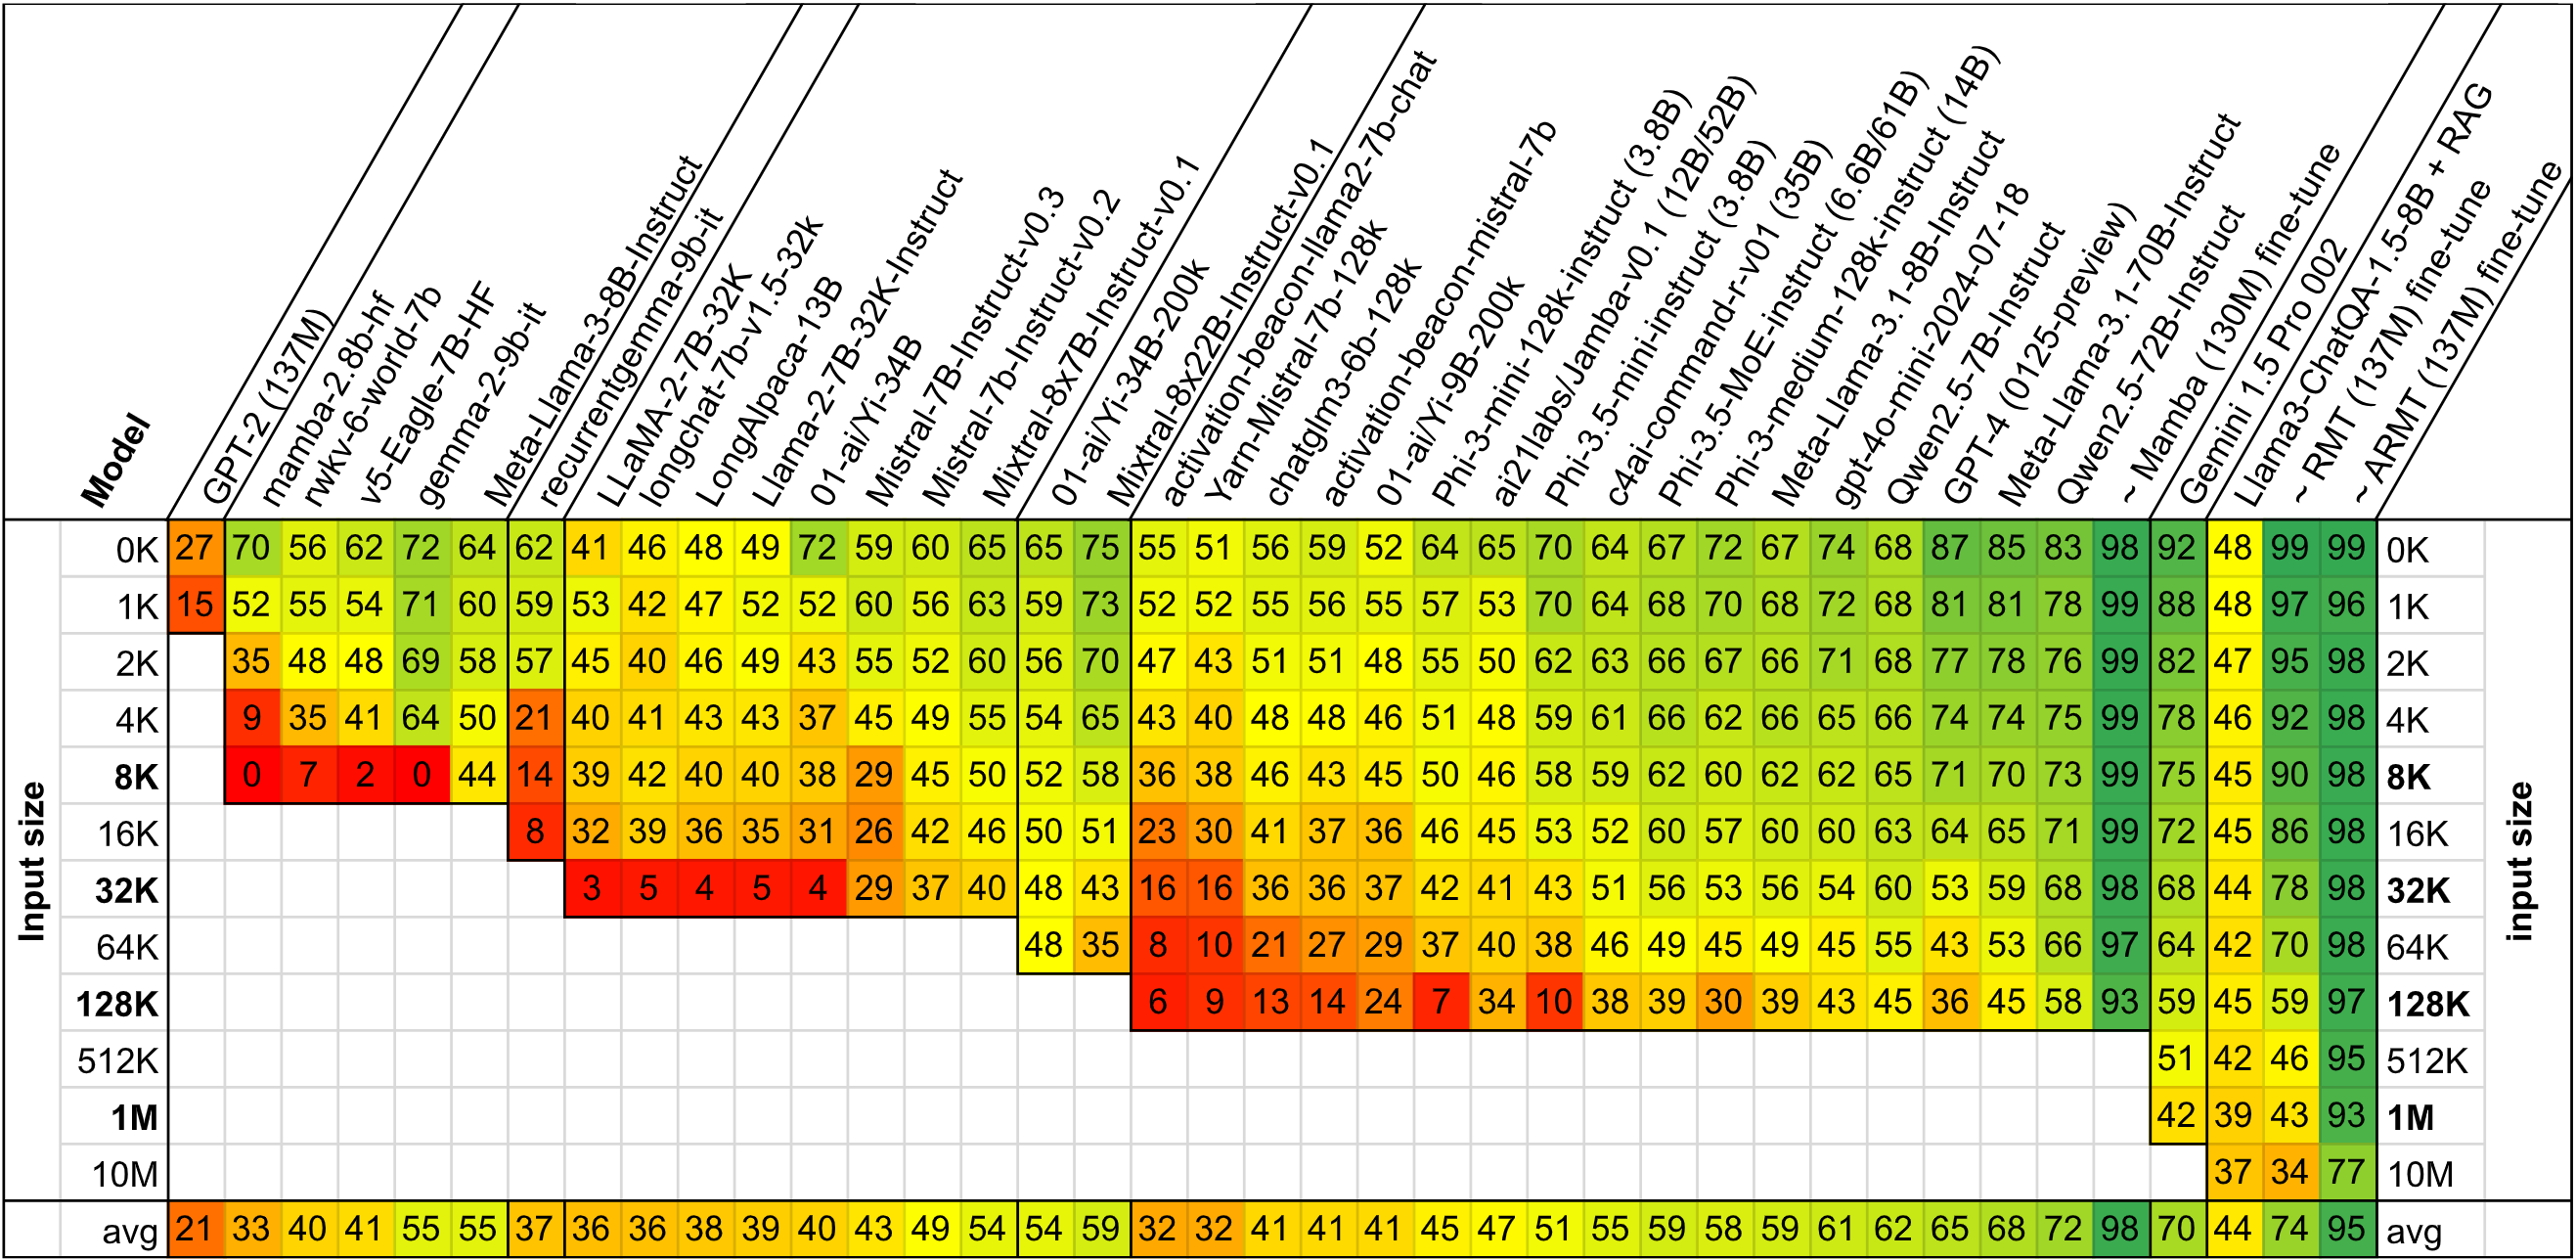 Model
GPT-2 (137M)
mamba-2.8b-hf
rwkv-6-world-7b
v5-Eagle-7B-HF
gemma-2-9b-it
Meta-Llama-3-8B-Instruct
recurrentgemma-9b-it
LLaMA-2-7B-32K
longchat-7b-v1.5-32k
LongAlpaca-13B
Llama-2-7B-32K-Instruct
01-ai/Yi-34B
Mistral-7B-Instruct-v0.3
Mistral-7b-Instruct-v0.2
Mixtral-8x7B-Instruct-v0.1
01-ai/Yi-34B-200k
Mixtral-8x22B-Instruct-v0.1
activation-beacon-llama2-7b-chat
Yarn-Mistral-7b-128k
chatglm3-6b-128k
activation-beacon-mistral-7b
01-ai/Yi-9B-200k
Phi-3-mini-128k-instruct (3.8B)
ai21labs/Jamba-v0.1 (12B/52B)
Phi-3.5-mini-instruct (3.8B)
c4ai-command-r-v01 (35B)
Phi-3.5-MoE-instruct (6.6B/61B)
Phi-3-medium-128k-instruct (14B)
Meta-Llama-3.1-8B-Instruct
gpt-4o-mini-2024-07-18
Qwen2.5-7B-Instruct
GPT-4 (0125-preview)
Meta-Llama-3.1-70B-Instruct
Qwen2.5-72B-Instruct
~ Mamba (130M) fine-tune
Gemini 1.5 Pro 002
Llama3-ChatQA-1.5-8B + RAG
~ RMT (137M) fine-tune
~ ARMT (137M) fine-tune
Input size
0K 27 70 56 62 72 64 62 41 46 48 49 72 59 60 65 65 75 55 51 56 59 52 64 65 70 64 67 72 67 74 68 87 85 83 98 92 48 99 99 0K
1K 15 52 55 54 71 60 59 53 42 47 52 52 60 56 63 59 73 52 52 55 56 55 57 53 70 64 68 70 68 72 68 81 81 78 99 88 48 97 96 1K
2K 35 48 48 69 58 57 45 40 46 49 43 55 52 60 56 70 47 43 51 51 48 55 50 62 63 66 67 66 71 68 77 78 76 99 82 47 95 98 2K
4K 9 35 41 64 50 21 40 41 43 43 37 45 49 55 54 65 43 40 48 48 46 51 48 59 61 66 62 66 65 66 74 74 75 99 78 46 92 98 4K
8K 0 7 2 0 44 14 39 42 40 40 38 29 45 50 52 58 36 38 46 43 45 50 46 58 59 62 60 62 62 65 71 70 73 99 75 45 90 98 8K
16K 8 32 39 36 35 31 26 42 46 50 51 23 30 41 37 36 46 45 53 52 60 57 60 60 63 64 65 71 99 72 45 86 98 16K
32K 3 5 4 5 4 29 37 40 48 43 16 16 36 36 37 42 41 43 51 56 53 56 54 60 53 59 68 98 68 44 78 98 32K
64K 48 35 8 10 21 27 29 37 40 38 46 49 45 49 45 55 43 53 66 97 64 42 70 98 64K
128K 6 9 13 14 24 7 34 10 38 39 30 39 43 45 36 45 58 93 59 45 59 97 128K
512K 51 42 46 95 512K
1M 42 39 43 93 1M
10M 37 34 77 10M
input size
avg 21 33 40 41 55 55 37 36 36 38 39 40 43 49 54 54 59 32 32 41 41 41 45 47 51 55 59 58 59 61 62 65 68 72 98 70 44 74 95 avg